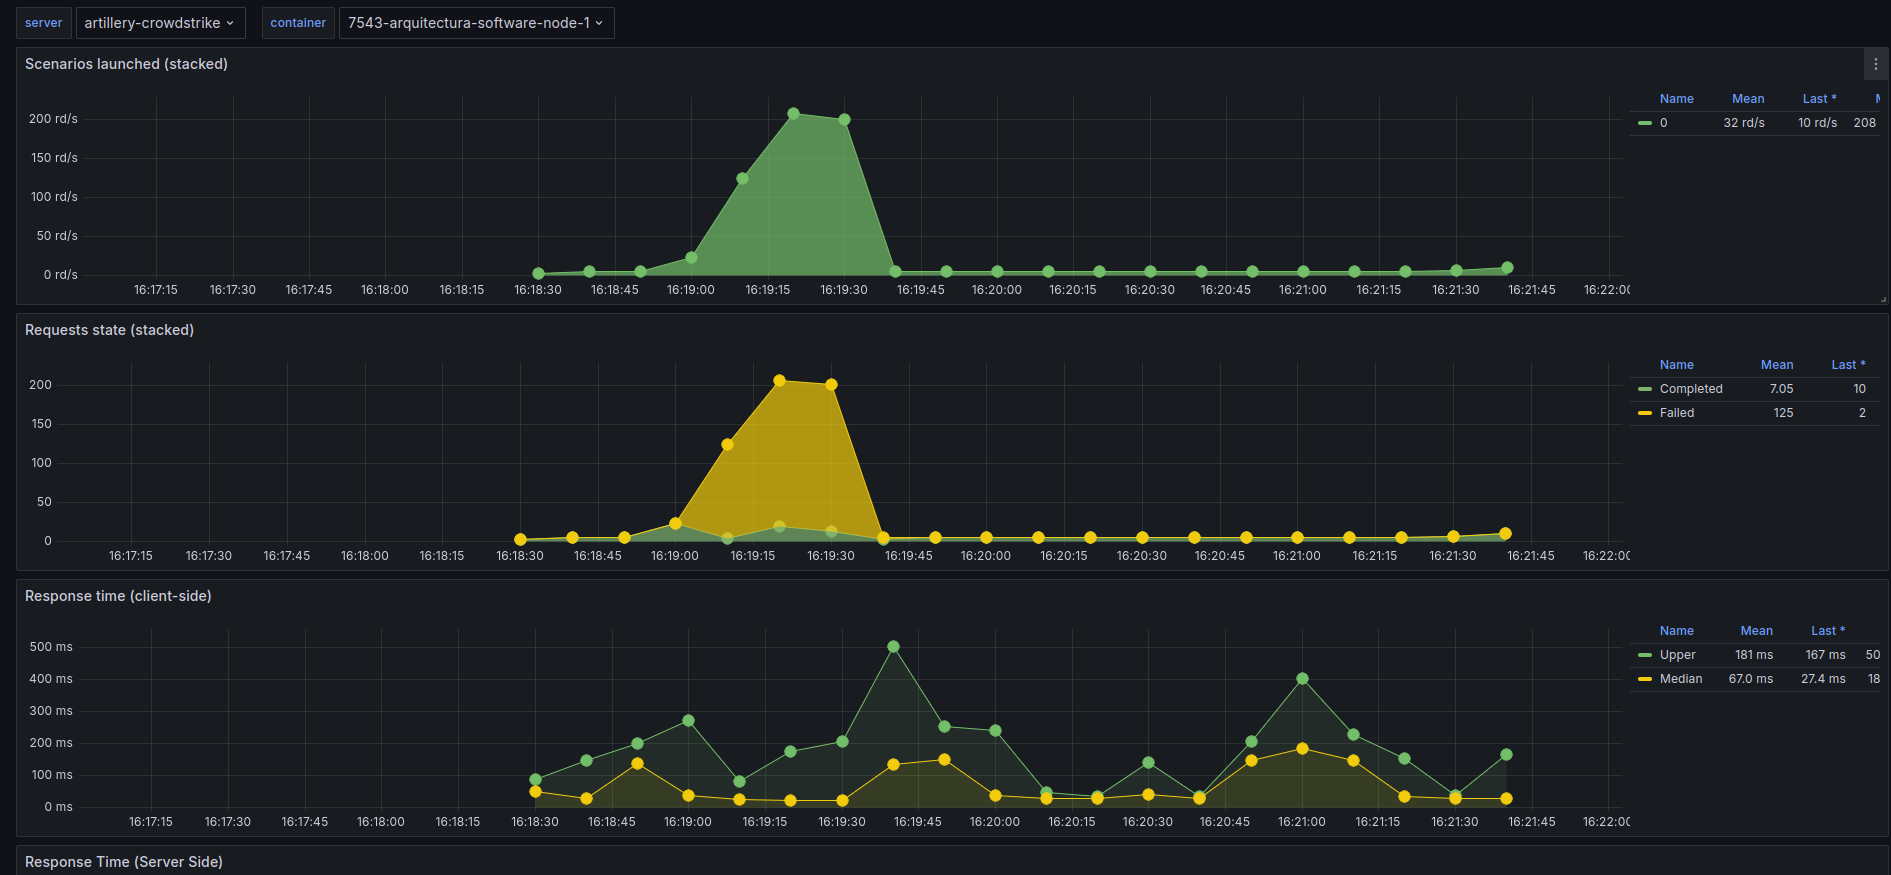 server artillery-crowdstrike container 7543-arquitectura-software-node-1
Scenarios launched (stacked)
Name Mean Last *
0 32 rd/s 10 rd/s 208
200 rd/s
150 rd/s
100 rd/s
50 rd/s
0 rd/s
16:17:15 16:17:30 16:17:45 16:18:00 16:18:15 16:18:30 16:18:45 16:19:00 16:19:15 16:19:30 16:19:45 16:20:00 16:20:15 16:20:30 16:20:45 16:21:00 16:21:15 16:21:30 16:21:45 16:22:00
Requests state (stacked)
Name Mean Last *
Completed 7.05 10
Failed 125 2
200
150
100
50
0
16:17:15 16:17:30 16:17:45 16:18:00 16:18:15 16:18:30 16:18:45 16:19:00 16:19:15 16:19:30 16:19:45 16:20:00 16:20:15 16:20:30 16:20:45 16:21:00 16:21:15 16:21:30 16:21:45 16:22:00
Response time (client-side)
Name Mean Last *
Upper 181 ms 167 ms 50
Median 67.0 ms 27.4 ms 18
500 ms
400 ms
300 ms
200 ms
100 ms
0 ms
16:17:15 16:17:30 16:17:45 16:18:00 16:18:15 16:18:30 16:18:45 16:19:00 16:19:15 16:19:30 16:19:45 16:20:00 16:20:15 16:20:30 16:20:45 16:21:00 16:21:15 16:21:30 16:21:45 16:22:00
Response Time (Server Side)